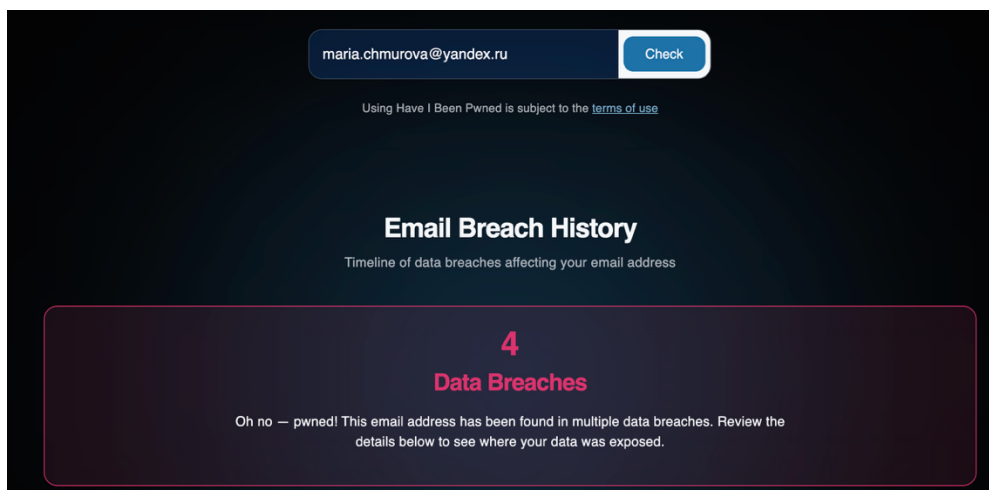 maria.chmurova@yandex.ru
Check
Using Have I Been Pwned is subject to the terms of use
Email Breach History
Timeline of data breaches affecting your email address
4
Data Breaches
Oh no — pwned! This email address has been found in multiple data breaches. Review the
details below to see where your data was exposed.